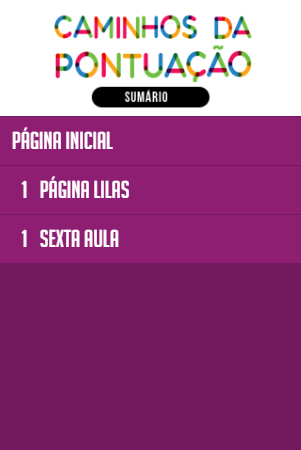 CAMINHOS DA
PONTUAÇÃO
SUMÁRIO
PÁGINA INICIAL
1 PÁGINA LILAS
1 SEXTA AULA